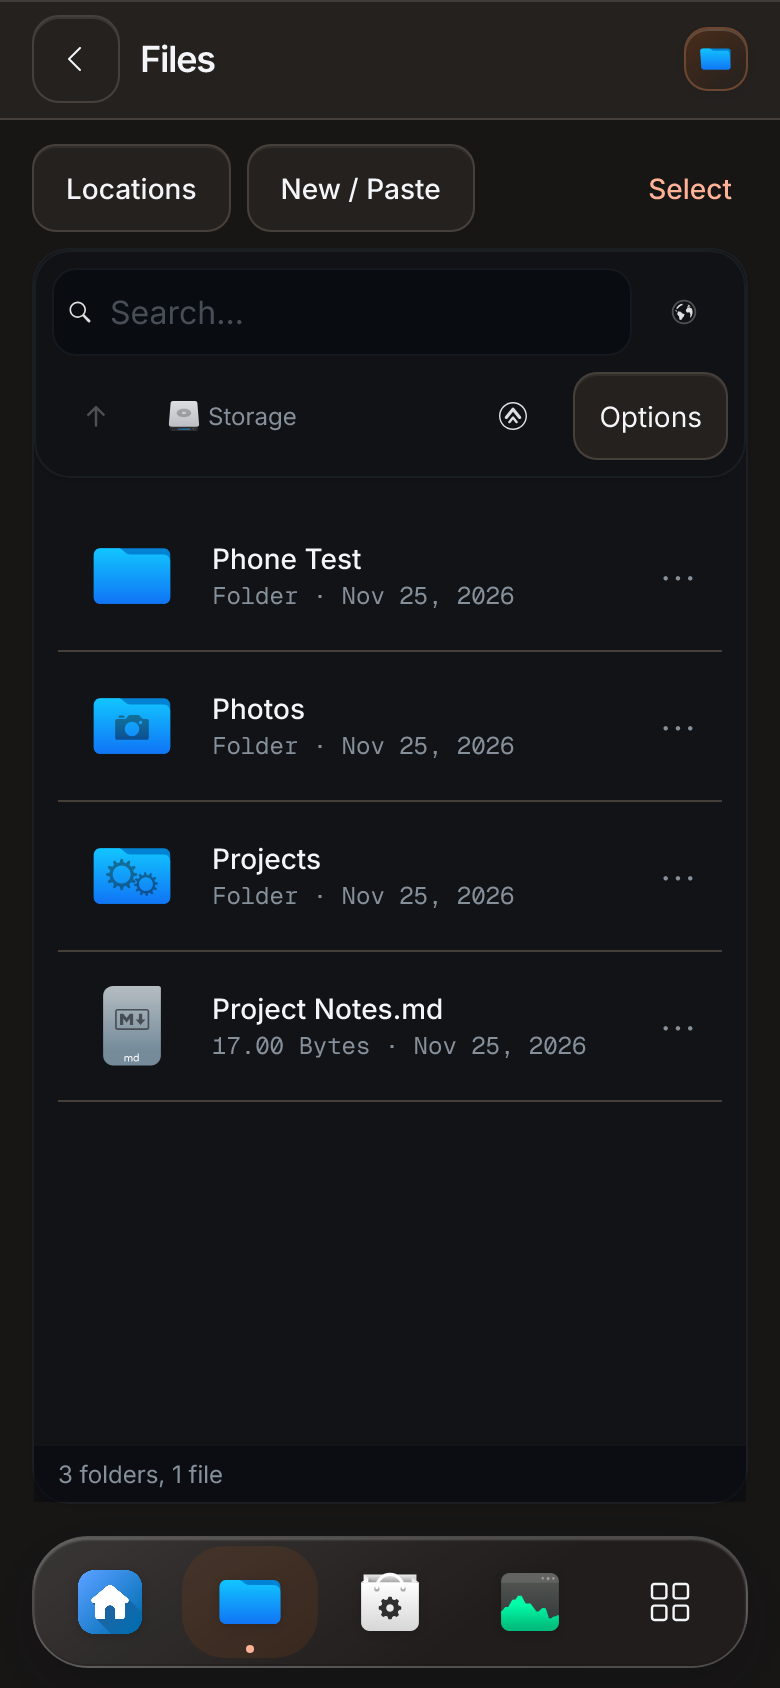 Files
Locations
New / Paste
Select
Search...
Storage
Options
Phone Test
Folder · Nov 25, 2026
Photos
Folder · Nov 25, 2026
Projects
Folder · Nov 25, 2026
Project Notes.md
17.00 Bytes · Nov 25, 2026
M
md
3 folders, 1 file